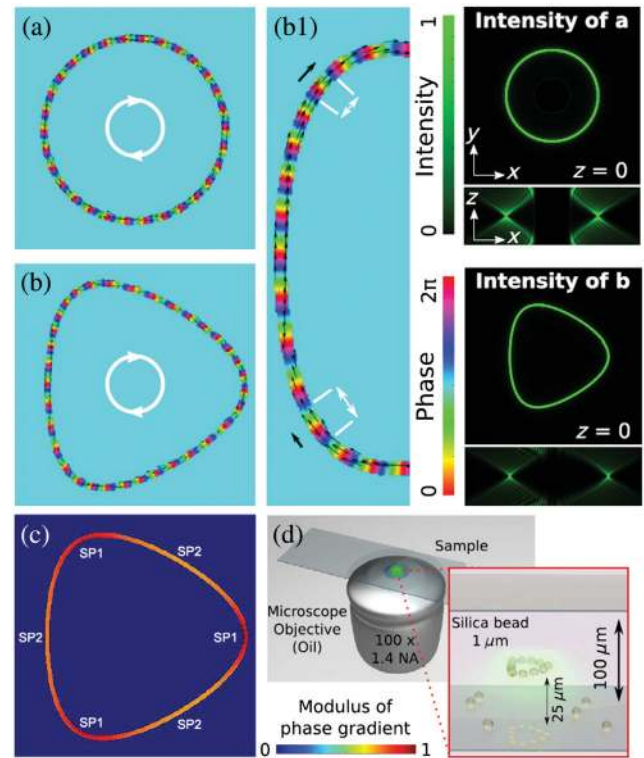 (a)
(b)
(b1)
1
Intensity
0
2π
Phase
0
Intensity of a
y
x
z = 0
z
x
Intensity of b
z = 0
(c)
SP1
SP2
SP2
SP1
SP1
SP2
Modulus of
phase gradient
0
1
(d)
Sample
Microscope
Objective
(Oil)
100 x
1.4 NA
Silica bead
1 μm
25 μm
100 μm